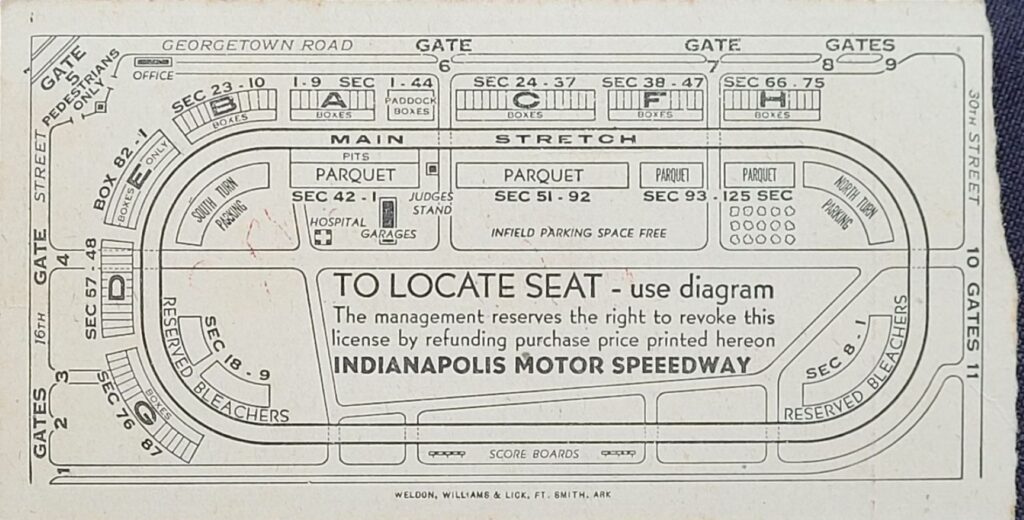 GEORGETOWN ROAD
GATE
6
GATE
7
GATES
8
9
GATE
5
PEDESTRIANS
ONLY
OFFICE
SEC 23 - 10
B
BOXES
1 - 9 SEC
A
BOXES
1 - 44
PADDOCK
BOXES
SEC 24 - 37
C
BOXES
SEC 38 - 47
F
BOXES
SEC 66 - 75
H
BOXES
30TH STREET
BOX 82 - 1
E
BOXES ONLY
MAIN STRETCH
PITS
PARQUET
SEC 42 - 1
JUDGES
STAND
PARQUET
SEC 51 - 92
PARQUET
PARQUET
SEC 93 - 125 SEC
SOUTH TURN
PARKING
NORTH TURN
PARKING
HOSPITAL
GARAGES
INFIELD PARKING SPACE FREE
16TH STREET
GATE
4
SEC 57 - 48
D
10 GATES 11
TO LOCATE SEAT - use diagram
The management reserves the right to revoke this
license by refunding purchase price printed hereon
INDIANAPOLIS MOTOR SPEEEDWAY
RESERVED BLEACHERS
SEC 18 - 9
SEC 8 - 1
RESERVED BLEACHERS
GATES
3
2
1
BOXES
G
SEC 76 87
SCORE BOARDS
WELDON, WILLIAMS & LICK, FT. SMITH, ARK